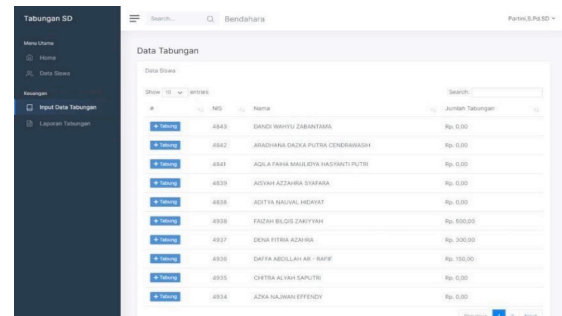 Tabungan SD
Search... Bendahara Partini,S.Pd.SD
Menu Utama
Home
Data Siswa
Keuangan
Input Data Tabungan
Laporan Tabungan
Data Tabungan
Data Siswa
Show 10 entries Search:
# NIS Nama Jumlah Tabungan
+ Tabung 4843 DANDI WAHYU ZABANTAMA Rp. 0,00
+ Tabung 4842 ARADHANA DAZKA PUTRA CENDRAWASIH Rp. 0,00
+ Tabung 4841 AQILA FAIHA MAULIDYA HASYANTI PUTRI Rp. 0,00
+ Tabung 4839 AISYAH AZZAHRA SYAFARA Rp. 0,00
+ Tabung 4838 ADITYA NAUVAL HIDAYAT Rp. 0,00
+ Tabung 4938 FAIZAH BILQIS ZAKIYYAH Rp. 500,00
+ Tabung 4937 DENA FITRIA AZAHRA Rp. 300,00
+ Tabung 4936 DAFFA ABDILLAH AR - RAFIF Rp. 150,00
+ Tabung 4935 CHITRA ALYAH SAPUTRI Rp. 0,00
+ Tabung 4934 AZKA NAJWAN EFFENDY Rp. 0,00